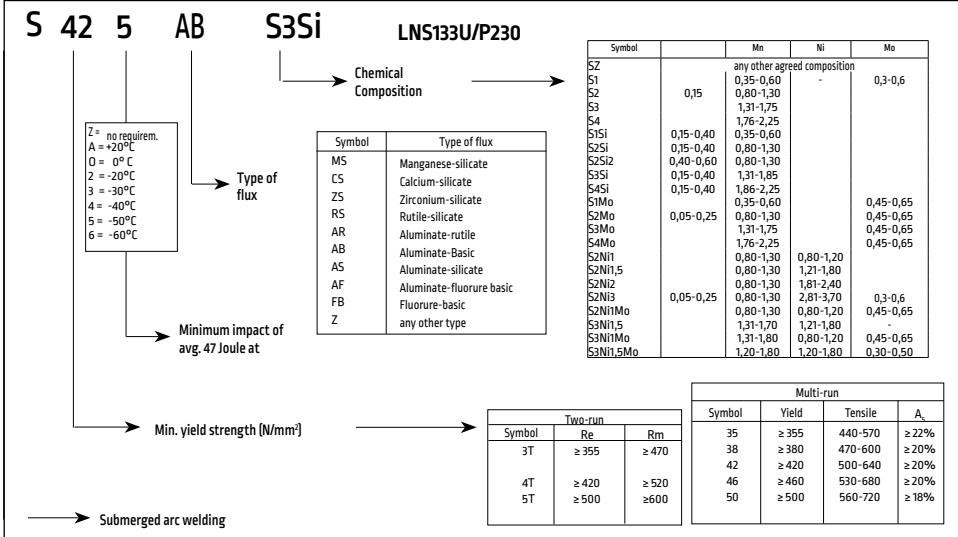 S 42 5 AB S3Si LNS133U/P230
Chemical
Composition
Symbol Mn Ni Mo
SZ any other agreed composition
S1 0,35-0,60 - 0,3-0,6
S2 0,15 0,80-1,30
S3 1,31-1,75
S4 1,76-2,25
S1Si 0,15-0,40 0,35-0,60
S2Si 0,15-0,40 0,80-1,30
S2Si2 0,40-0,60 0,80-1,30
S3Si 0,15-0,40 1,31-1,85
S4Si 0,15-0,40 1,86-2,25
S1Mo 0,35-0,60 0,45-0,65
S2Mo 0,05-0,25 0,80-1,30 0,45-0,65
S3Mo 1,31-1,75 0,45-0,65
S4Mo 1,76-2,25 0,45-0,65
S2Ni1 0,80-1,30 0,80-1,20
S2Ni1,5 0,80-1,30 1,21-1,80
S2Ni2 0,80-1,30 1,81-2,40
S2Ni3 0,05-0,25 0,80-1,30 2,81-3,70 0,3-0,6
S2Ni1Mo 0,80-1,30 0,80-1,20 0,45-0,65
S3Ni1,5 1,31-1,70 1,21-1,80 -
S3Ni1Mo 1,31-1,80 0,80-1,20 0,45-0,65
S3Ni1,5Mo 1,20-1,80 1,20-1,80 0,30-0,50
Z = no requirem.
A = +20°C
O = 0° C
2 = -20°C
3 = -30°C
4 = -40°C
5 = -50°C
6 = -60°C
Type of
flux
Symbol Type of flux
MS Manganese-silicate
CS Calcium-silicate
ZS Zirconium-silicate
RS Rutile-silicate
AR Aluminate-rutile
AB Aluminate-Basic
AS Aluminate-silicate
AF Aluminate-fluorure basic
FB Fluorure-basic
Z any other type
Minimum impact of
avg. 47 Joule at
Min. yield strength (N/mm²)
Two-run
Symbol Re Rm
3T ≥ 355 ≥ 470
4T ≥ 420 ≥ 520
5T ≥ 500 ≥600
Multi-run
Symbol Yield Tensile A5
35 ≥ 355 440-570 ≥ 22%
38 ≥ 380 470-600 ≥ 20%
42 ≥ 420 500-640 ≥ 20%
46 ≥ 460 530-680 ≥ 20%
50 ≥ 500 560-720 ≥ 18%
Submerged arc welding